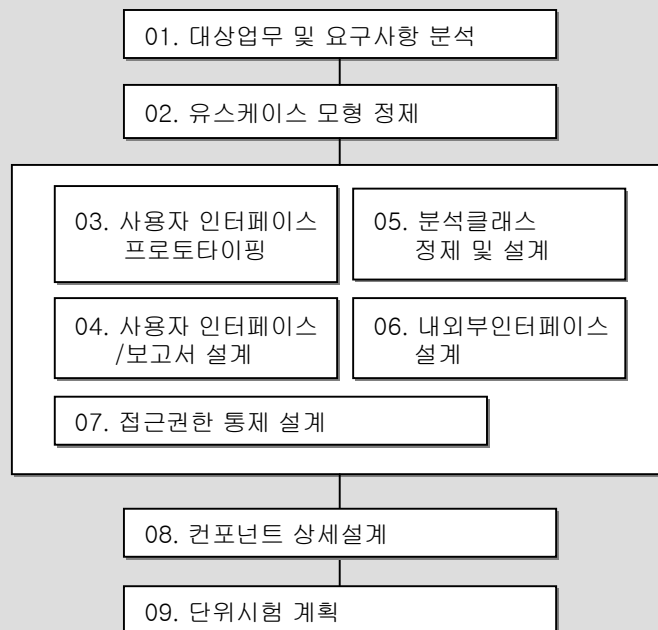 01. 대상업무 및 요구사항 분석
02. 유스케이스 모형 정제
03. 사용자 인터페이스
프로토타이핑
05. 분석클래스
정제 및 설계
04. 사용자 인터페이스
/보고서 설계
06. 내외부인터페이스
설계
07. 접근권한 통제 설계
08. 컨포넌트 상세설계
09. 단위시험 계획